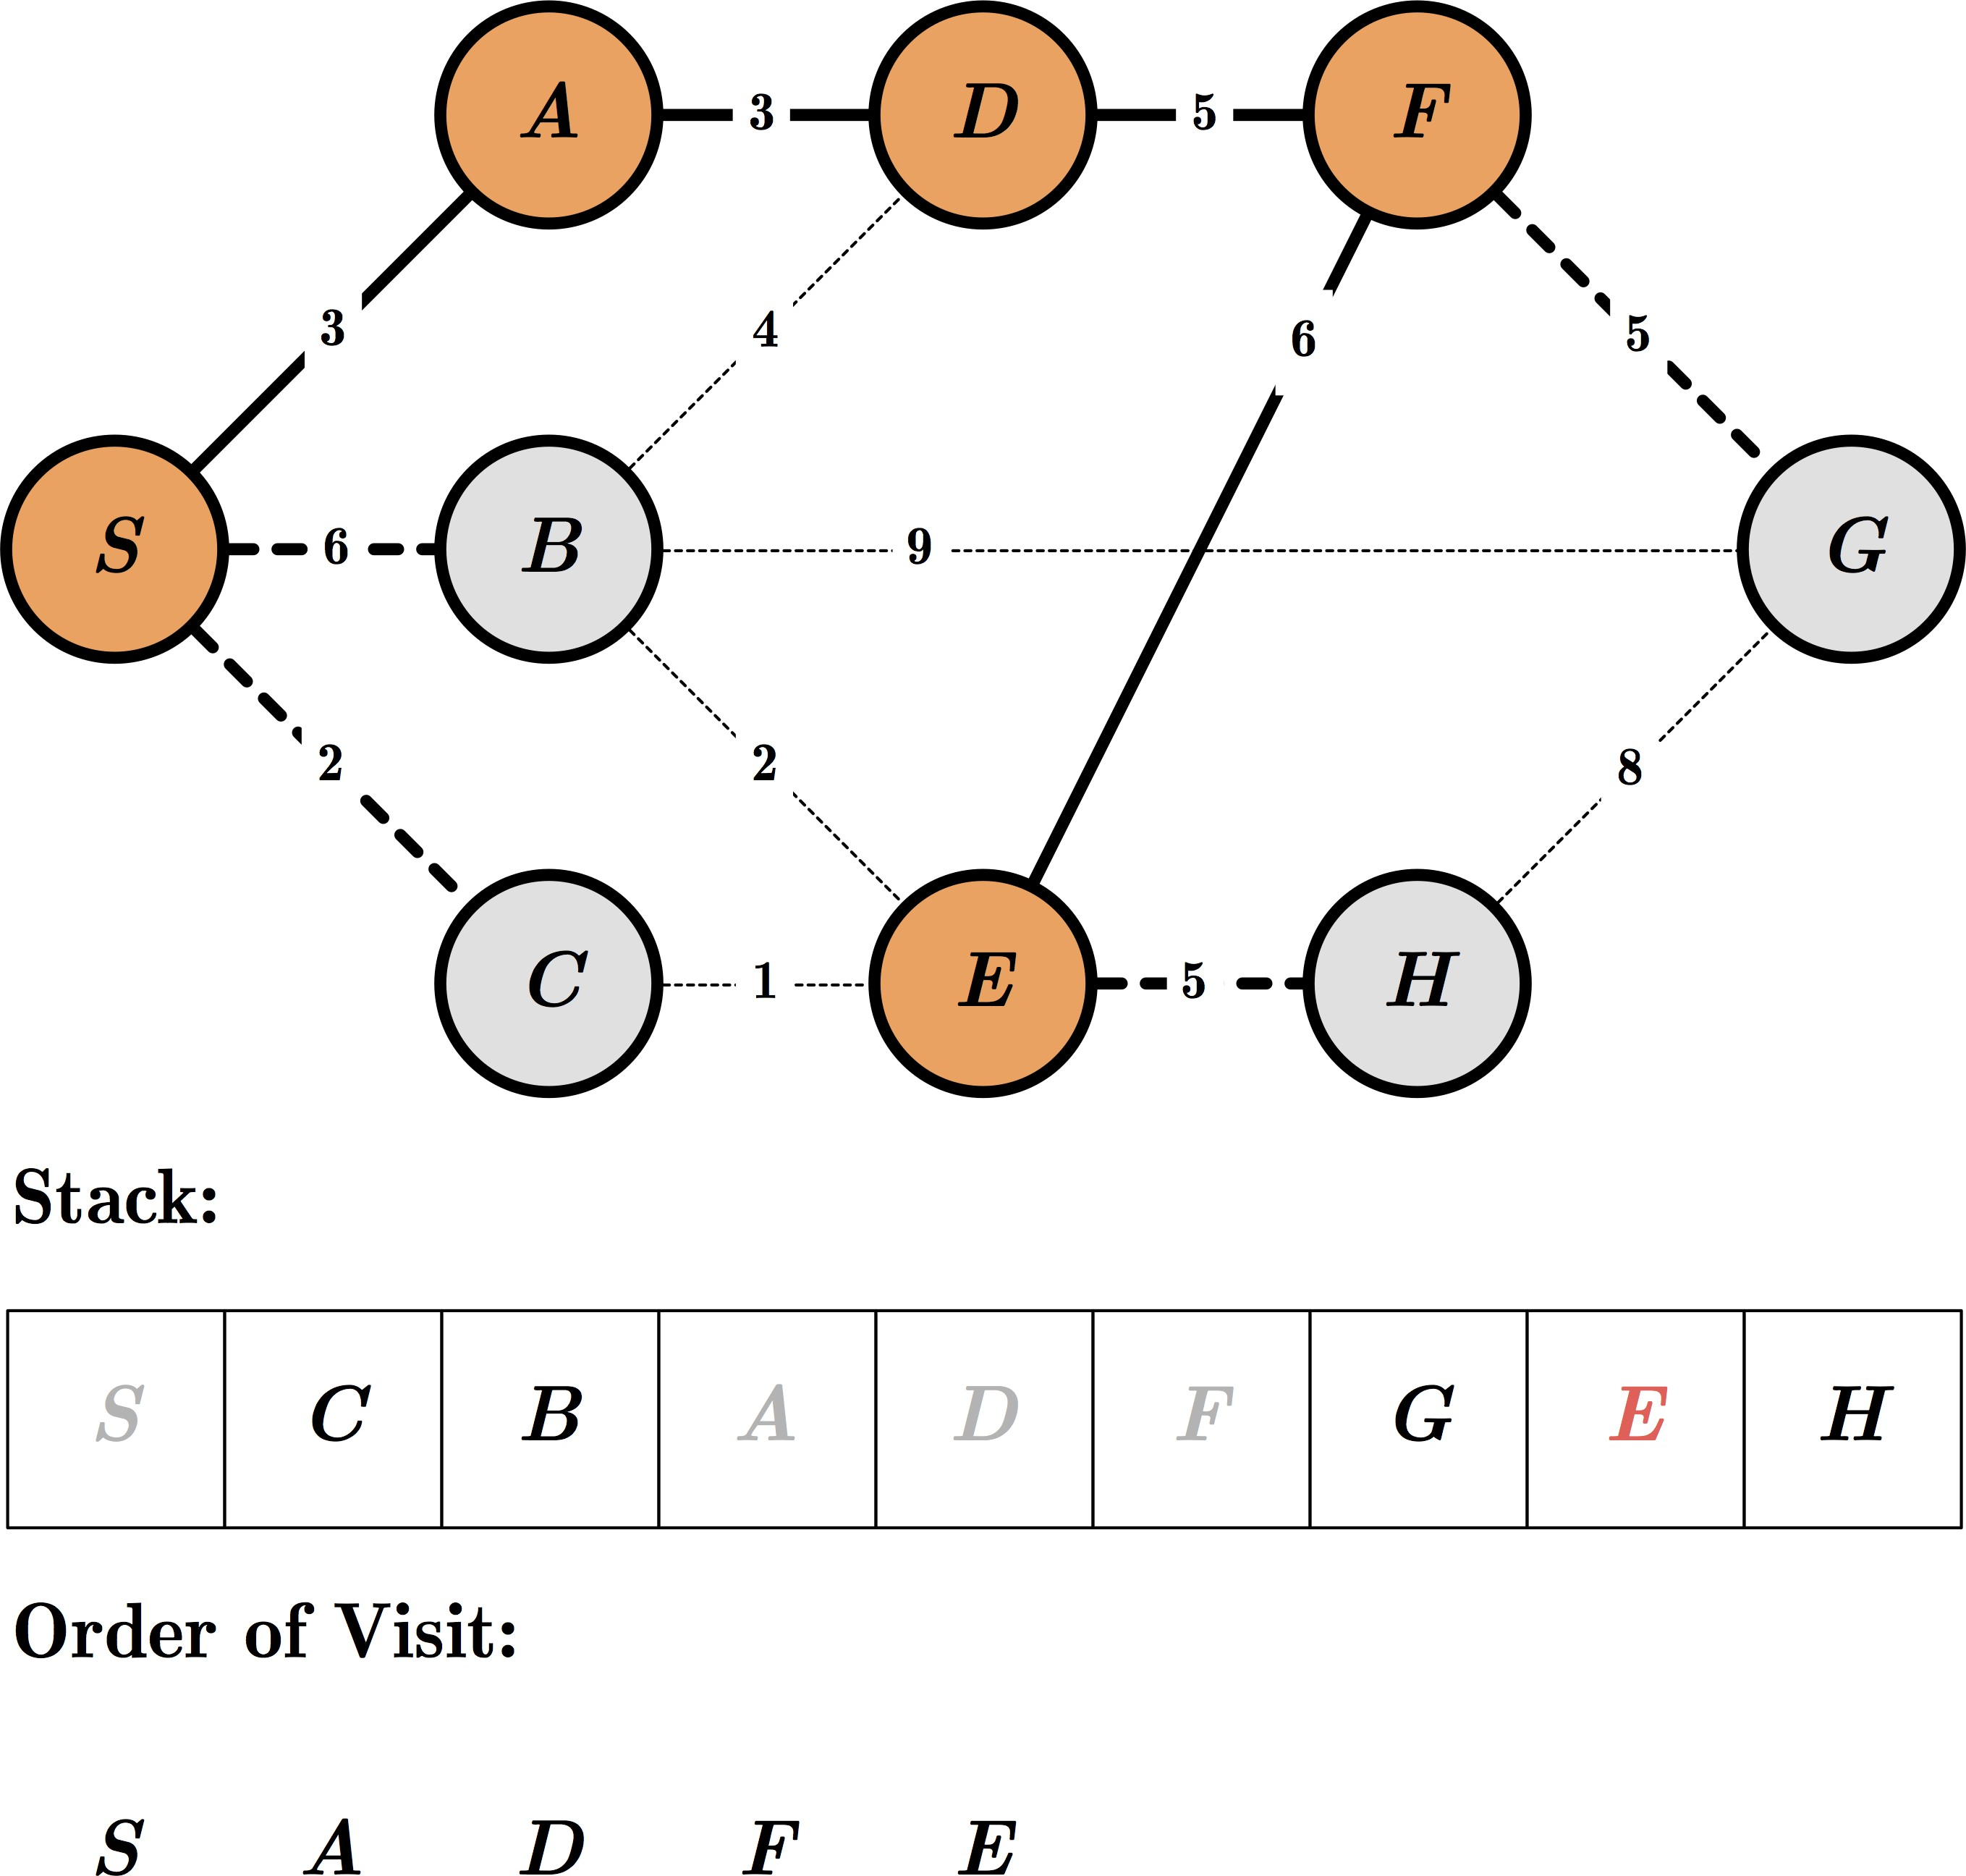 A 3 D 5 F
3 4 6 5
S 6 B 9 G
2 2 8
C 1 E 5 H
Stack:
S C B A D F G E H
Order of Visit:
S A D F E